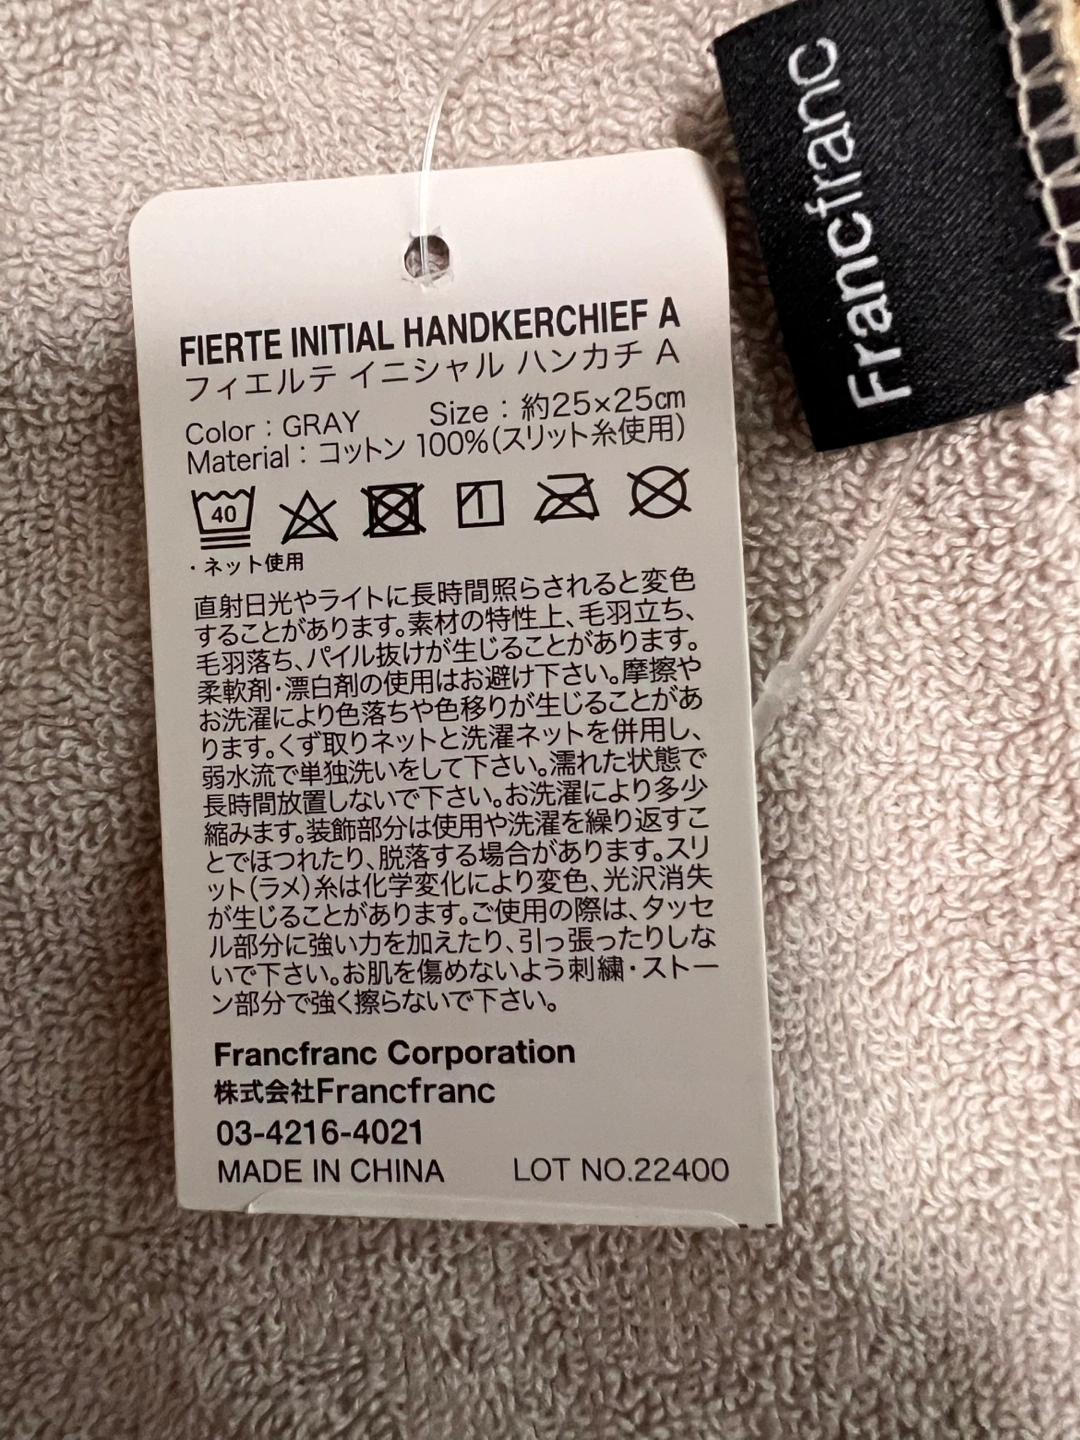 Francfranc
FIERTE INITIAL HANDKERCHIEF A
フィエルテ イニシャル ハンカチ A
Color : GRAY Size : 約25×25㎝
Material : コットン 100%(スリット糸使用)
40
・ネット使用
直射日光やライトに長時間照らされると変色
することがあります。素材の特性上、毛羽立ち、
毛羽落ち、パイル抜けが生じることがあります。
柔軟剤・漂白剤の使用はお避け下さい。摩擦や
お洗濯により色落ちや色移りが生じることがあ
ります。くず取りネットと洗濯ネットを併用し、
弱水流で単独洗いをして下さい。濡れた状態で
長時間放置しないで下さい。お洗濯により多少
縮みます。装飾部分は使用や洗濯を繰り返すこ
とでほつれたり、脱落する場合があります。スリ
ット(ラメ)糸は化学変化により変色、光沢消失
が生じることがあります。ご使用の際は、タッセ
ル部分に強い力を加えたり、引っ張ったりしな
いで下さい。お肌を傷めないよう刺繍・ストー
ン部分で強く擦らないで下さい。
Francfranc Corporation
株式会社Francfranc
03-4216-4021
MADE IN CHINA LOT NO.22400